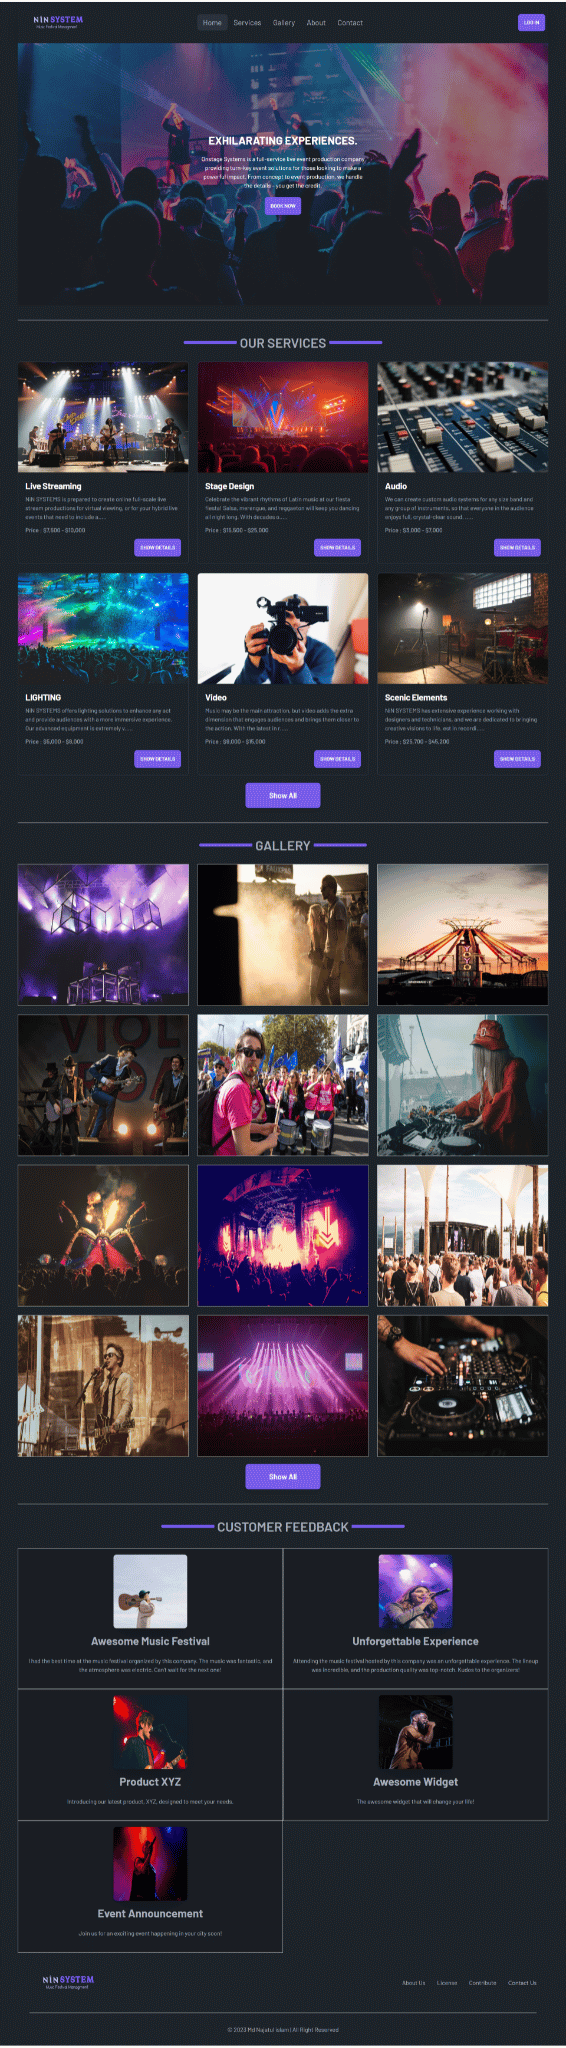 NIN SYSTEM
Music Festival Management
Home Services Gallery About Contact
LOG IN
EXHILARATING EXPERIENCES.
Onstage Systems is a full-service live event production company
providing turn-key event solutions for those looking to make a
powerful impact. From concept to event production, we handle
the details - you get the credit.
BOOK NOW
OUR SERVICES
Live Streaming
NIN SYSTEMS is prepared to create online full-scale live
stream productions for virtual viewing, or for your hybrid live
events that need to include a....
Price : $7,500 - $10,000
SHOW DETAILS
Stage Design
Celebrate the vibrant rhythms of Latin music at our Fiesta
Fiesta! Salsa, merengue, and reggaeton will keep you dancing
all night long. With decades o....
Price : $15,500 - $25,000
SHOW DETAILS
Audio
We can create custom audio systems for any size band and
any group of instruments, so that everyone in the audience
enjoys full, crystal-clear sound. ....
Price : $3,000 - $7,000
SHOW DETAILS
LIGHTING
NIN SYSTEMS offers lighting solutions to enhance any act
and provide audiences with a more immersive experience.
Our advanced equipment is extremely v....
Price : $5,000 - $8,000
SHOW DETAILS
Video
Music may be the main attraction, but video adds the extra
dimension that engages audiences and brings them closer to
the action. With the latest in r....
Price : $8,000 - $15,000
SHOW DETAILS
Scenic Elements
NIN SYSTEMS has extensive experience working with
designers and technicians, and we are dedicated to bringing
creative visions to life, set in recordi....
Price : $25,700 - $45,200
SHOW DETAILS
Show All
GALLERY
VIOL
Show All
CUSTOMER FEEDBACK
Awesome Music Festival
I had the best time at the music festival organized by this company. The music was fantastic, and
the atmosphere was electric. Can't wait for the next one!
Unforgettable Experience
Attending the music festival hosted by this company was an unforgettable experience. The lineup
was incredible, and the production quality was top-notch. Kudos to the organizers!
Product XYZ
Introducing our latest product, XYZ, designed to meet your needs.
Awesome Widget
The awesome widget that will change your life!
Event Announcement
Join us for an exciting event happening in your city soon!
NIN SYSTEM
Music Festival Management
About Us License Contribute Contact Us
© 2023 Md Najatul Islam | All Right Reserved